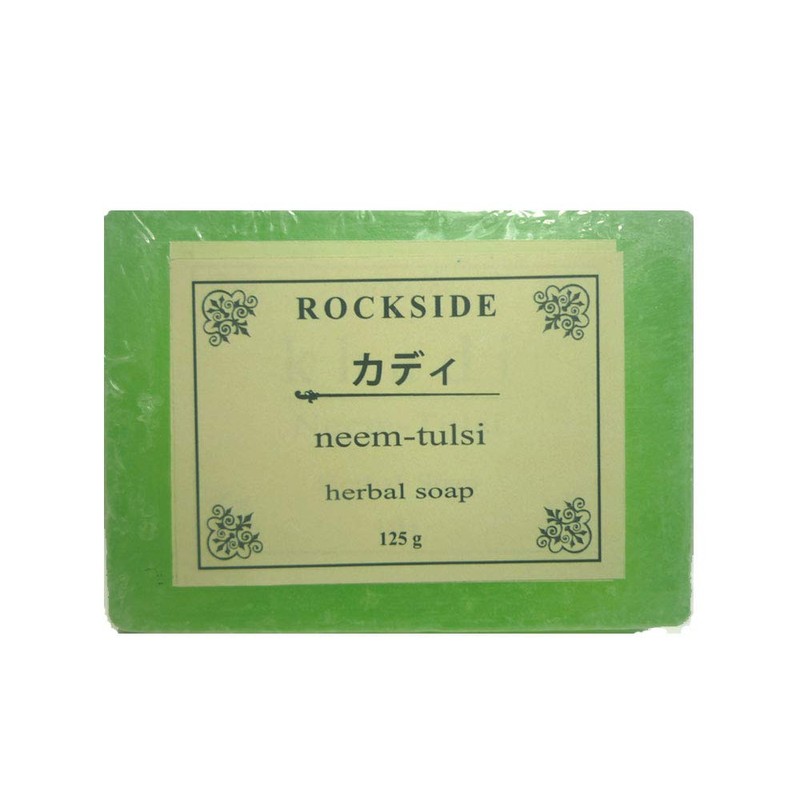 ROCKSIDE
カディ
neem-tulsi
herbal soap
125 g